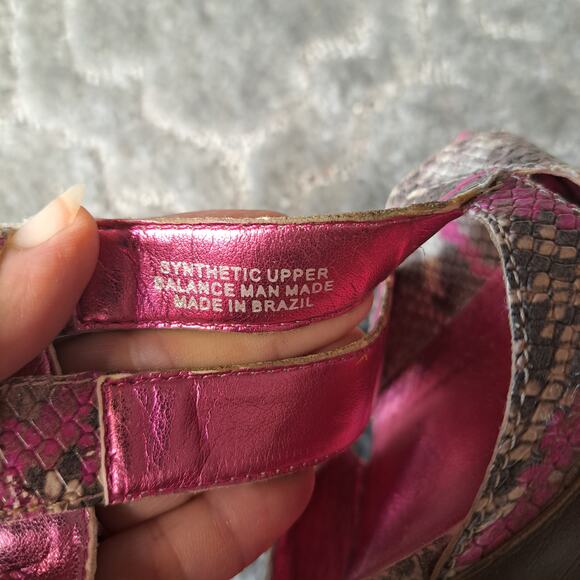 SYNTHETIC UPPER
BALANCE MAN MADE
MADE IN BRAZIL